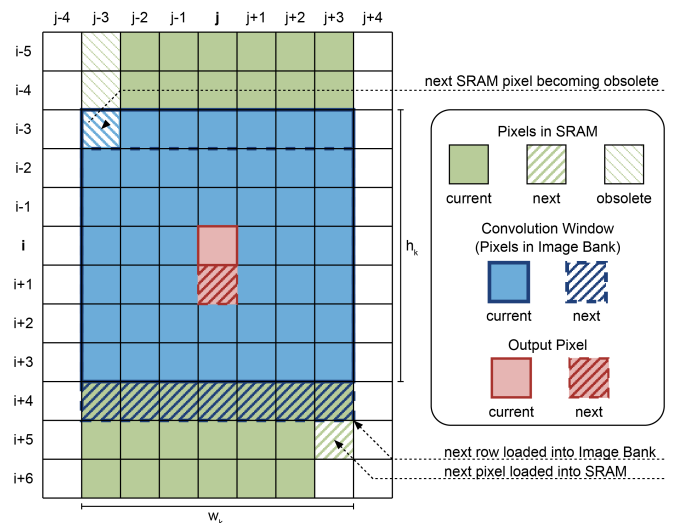 j-4 j-3 j-2 j-1 j j+1 j+2 j+3 j+4
i-5
i-4
next SRAM pixel becoming obsolete
i-3
i-2
i-1
i
i+1
i+2
i+3
i+4
i+5
i+6
h_k
w_k
Pixels in SRAM
current next obsolete
Convolution Window
(Pixels in Image Bank)
current next
Output Pixel
current next
next row loaded into Image Bank
next pixel loaded into SRAM